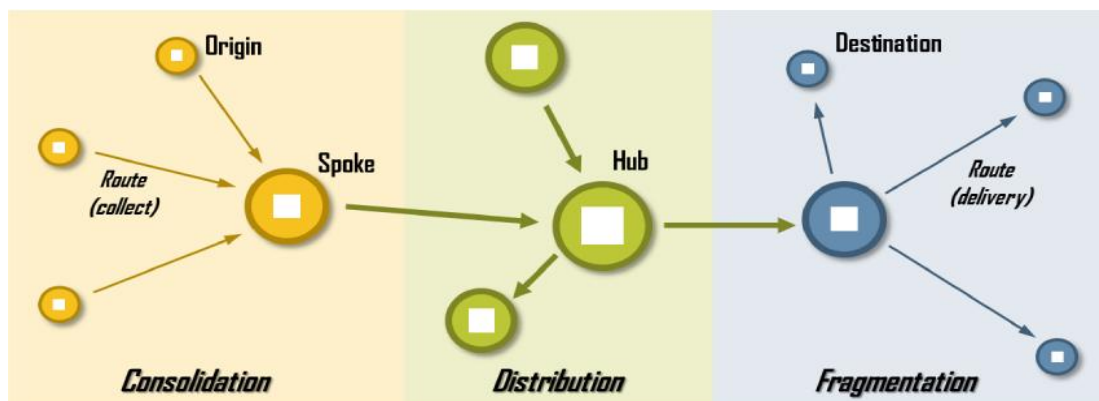 Origin
Destination
Spoke
Hub
Route
(collect)
Route
(delivery)
Consolidation
Distribution
Fragmentation